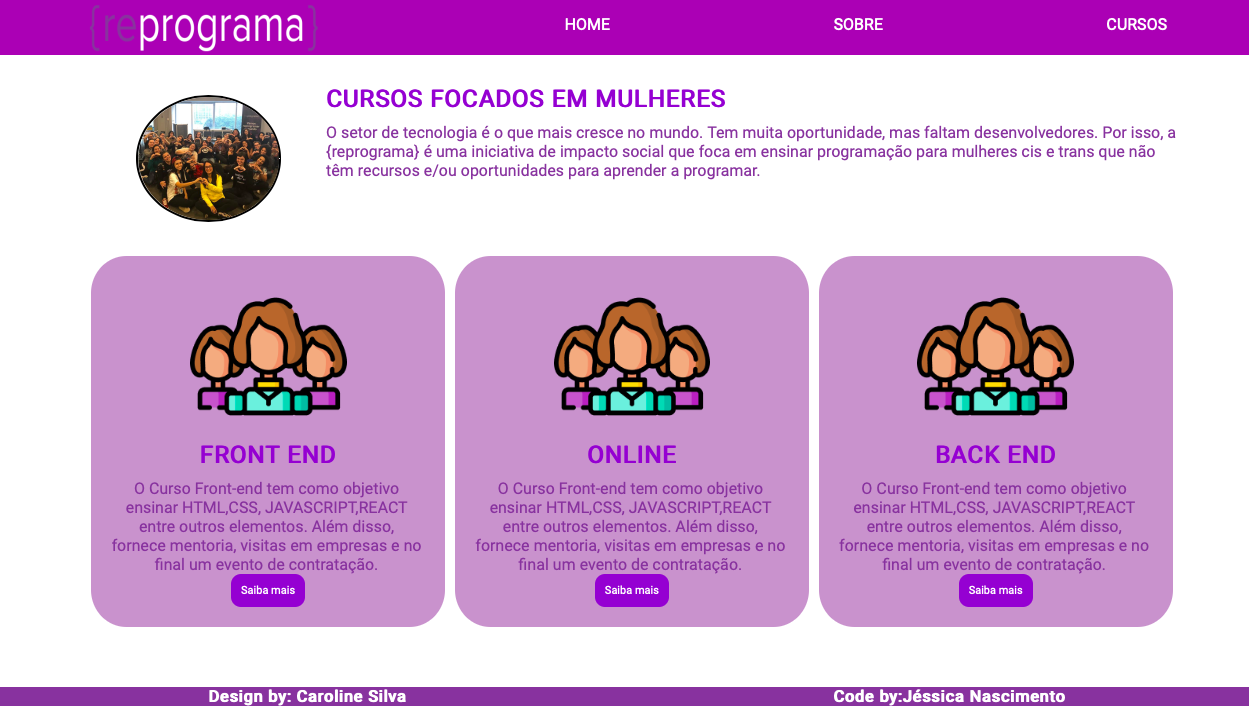 {reprograma}
HOME
SOBRE
CURSOS
CURSOS FOCADOS EM MULHERES
O setor de tecnologia é o que mais cresce no mundo. Tem muita oportunidade, mas faltam desenvolvedores. Por isso, a
{reprograma} é uma iniciativa de impacto social que foca em ensinar programação para mulheres cis e trans que não
têm recursos e/ou oportunidades para aprender a programar.
FRONT END
O Curso Front-end tem como objetivo
ensinar HTML,CSS, JAVASCRIPT,REACT
entre outros elementos. Além disso,
fornece mentoria, visitas em empresas e no
final um evento de contratação.
Saiba mais
ONLINE
O Curso Front-end tem como objetivo
ensinar HTML,CSS, JAVASCRIPT,REACT
entre outros elementos. Além disso,
fornece mentoria, visitas em empresas e no
final um evento de contratação.
Saiba mais
BACK END
O Curso Front-end tem como objetivo
ensinar HTML,CSS, JAVASCRIPT,REACT
entre outros elementos. Além disso,
fornece mentoria, visitas em empresas e no
final um evento de contratação.
Saiba mais
Design by: Caroline Silva
Code by:Jéssica Nascimento